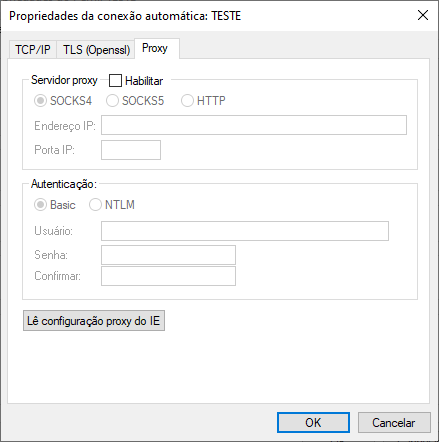 Propriedades da conexão automática: TESTE
TCP/IP TLS (Openssl) Proxy
Servidor proxy Habilitar
SOCKS4 SOCKS5 HTTP
Endereço IP:
Porta IP:
Autenticação:
Basic NTLM
Usuário:
Senha:
Confirmar:
Lê configuração proxy do IE
OK Cancelar